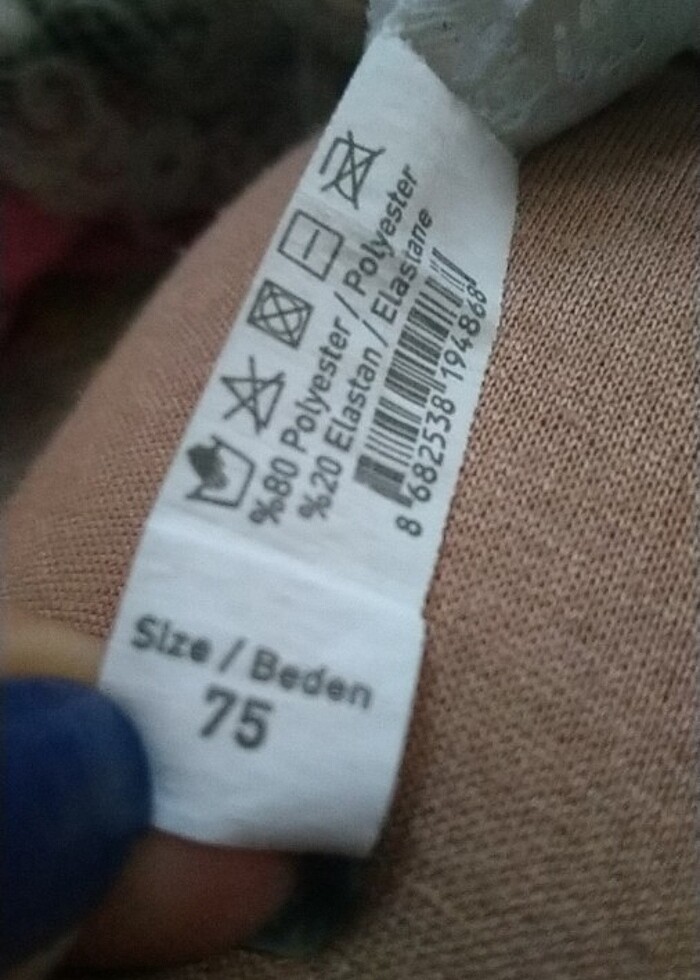 %80 Polyester / Polyester
%20 Elastan / Elastane
8 682538 194868
Size / Beden
75